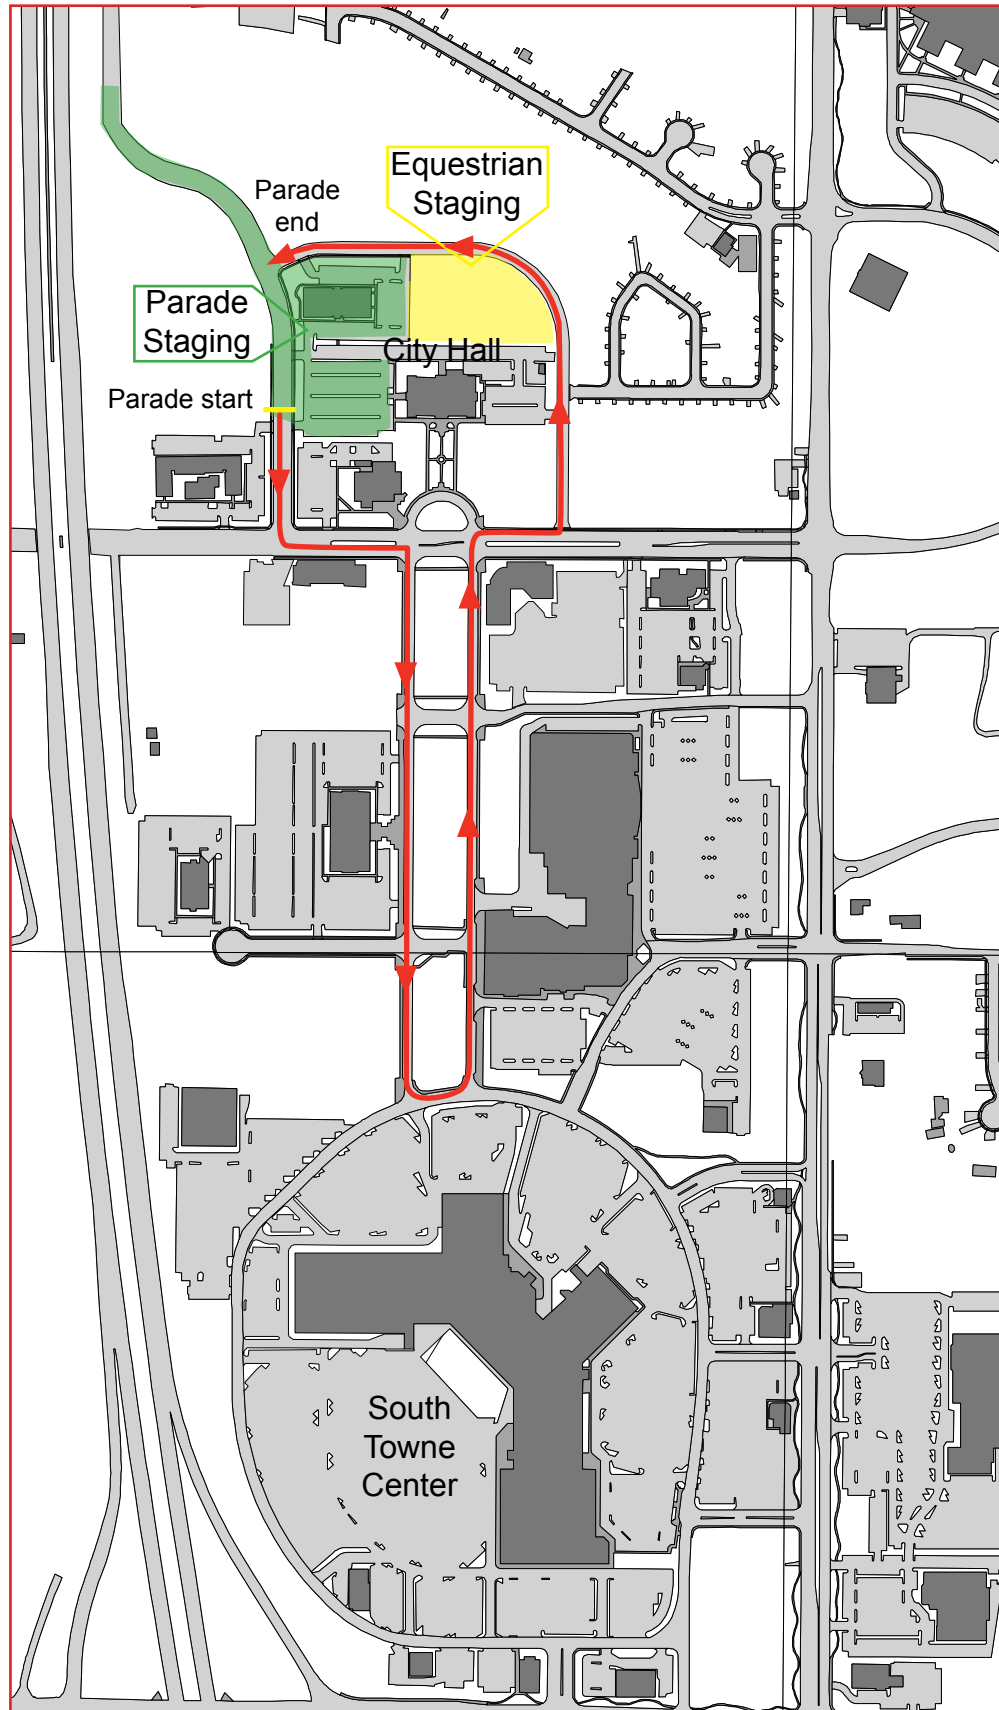 Equestrian
Staging
Parade
end
Parade
Staging
City Hall
Parade start
South
Towne
Center